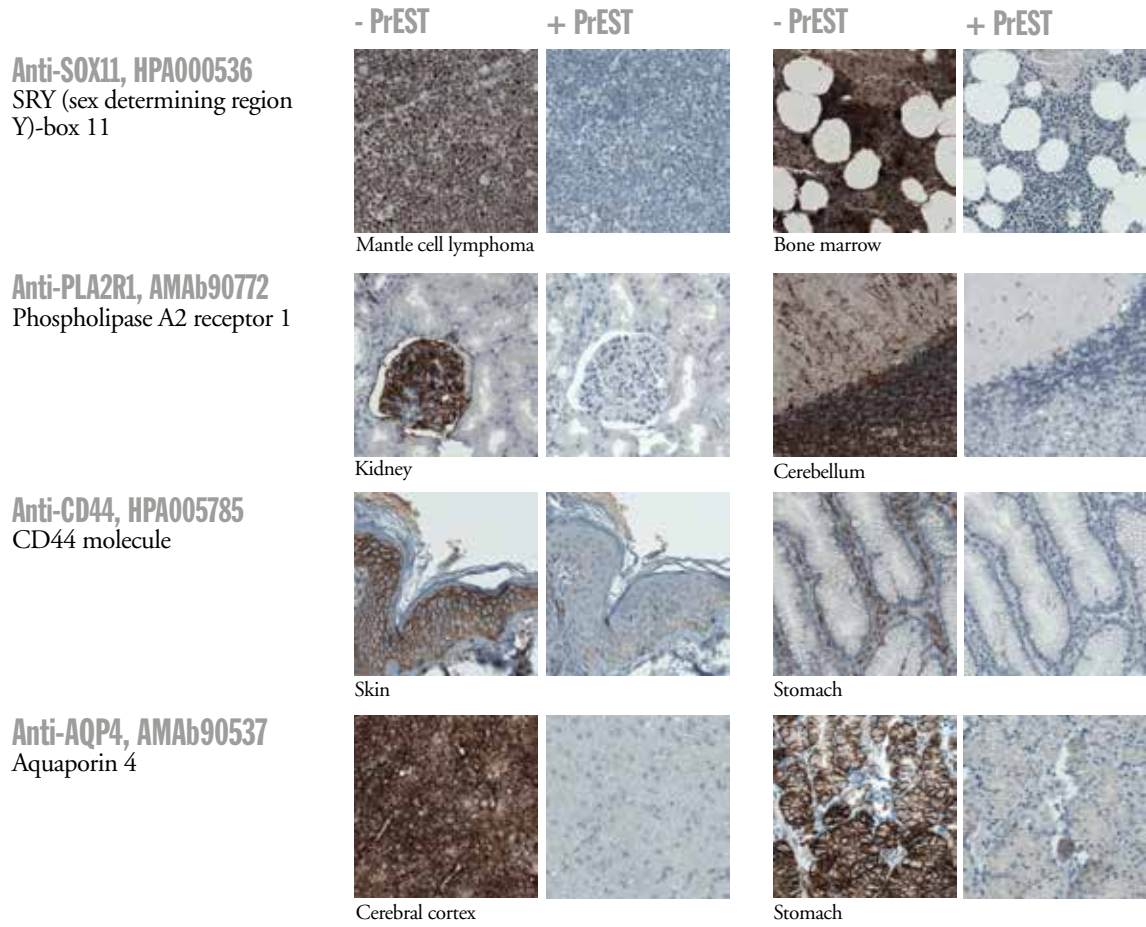 - PrEST
+ PrEST
- PrEST
+ PrEST
Anti-SOX11, HPA000536
SRY (sex determining region
Y)-box 11
Mantle cell lymphoma
Bone marrow
Anti-PLA2R1, AMAb90772
Phospholipase A2 receptor 1
Kidney
Cerebellum
Anti-CD44, HPA005785
CD44 molecule
Skin
Stomach
Anti-AQP4, AMAb90537
Aquaporin 4
Cerebral cortex
Stomach